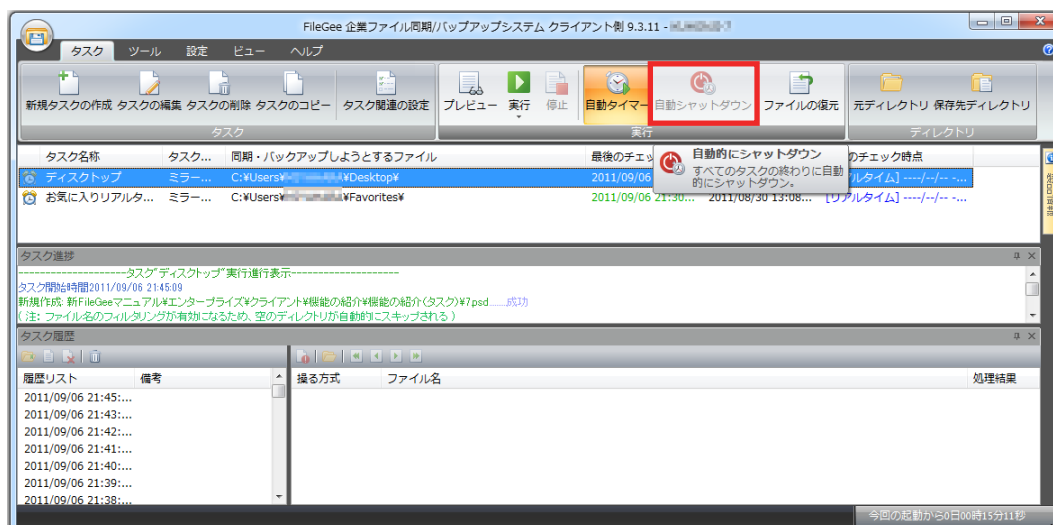 FileGee 企業ファイル同期/バップアップシステム クライアント側 9.3.11 -
タスク ツール 設定 ビュー ヘルプ
新規タスクの作成 タスクの編集 タスクの削除 タスクのコピー タスク関連の設定 プレビュー 実行 停止 自動タイマー 自動シャットダウン ファイルの復元 元ディレクトリ 保存先ディレクトリ
タスク 実行 ディレクトリ
タスク名称 タスク... 同期・バックアップしようとするファイル 最後のチェッ のチェック時点
自動的にシャットダウン
すべてのタスクの終わりに自動
的にシャットダウン。
ディスクトップ ミラー... C:¥Users¥ ¥Desktop¥ 2011/09/06 ルタイム] ----/--/-- -...
お気に入りリアルタ... ミラー... C:¥Users¥ ¥Favorites¥ 2011/09/06 21:30... 2011/08/30 13:08... [リアルタイム] ----/--/-- -...
タスク進捗
--------------------タスク"ディスクトップ"実行進行表示--------------------
タスク開始時間2011/09/06 21:45:09
新規作成: 新FileGeeマニュアル¥エンタープライズ¥クライアント¥機能の紹介¥機能の紹介(タスク)¥7.psd......成功
( 注: ファイル名のフィルタリングが有効になるため、空のディレクトリが自動的にスキップされる )
タスク履歴
履歴リスト 備考 操る方式 ファイル名 処理結果
2011/09/06 21:45:...
2011/09/06 21:43:...
2011/09/06 21:42:...
2011/09/06 21:41:...
2011/09/06 21:40:...
2011/09/06 21:39:...
2011/09/06 21:38:...
今回の起動から0日00時15分11秒